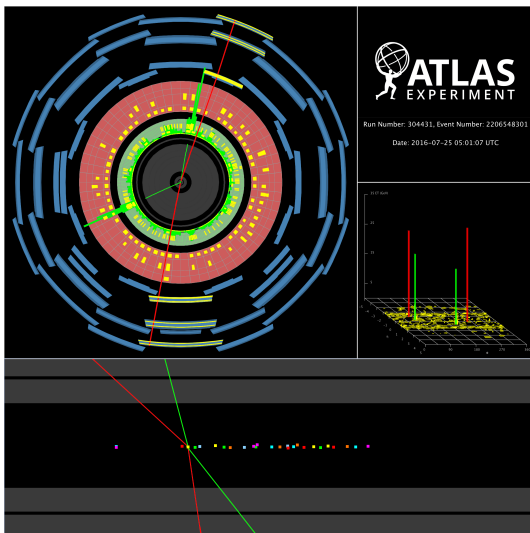 ATLAS
EXPERIMENT
Run Number: 304431, Event Number: 2206548301
Date: 2016-07-25 05:01:07 UTC